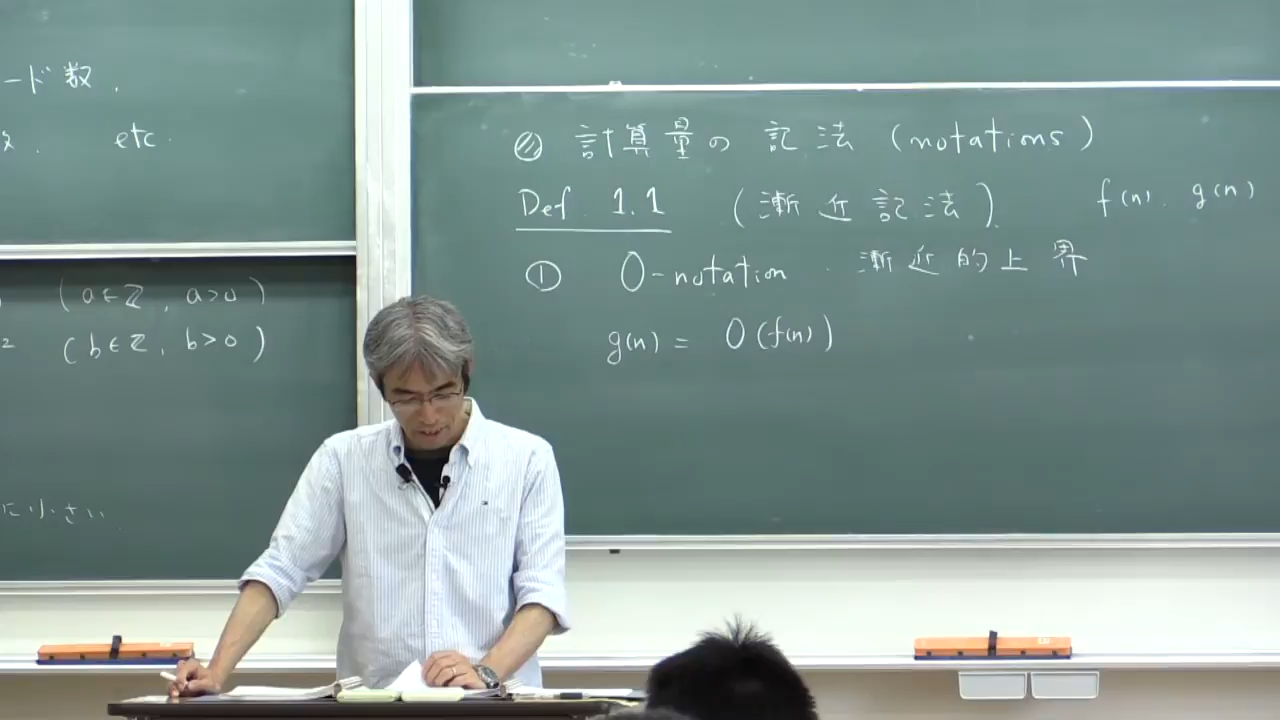 ード数.
etc.
(a∈ℤ, a>0)
2 (b∈ℤ, b>0)
に小さい
計算量の記法 (notations)
Def. 1.1 (漸近記法). f(n). g(n)
① O-notation. 漸近的上界
g(n) = O(f(n))